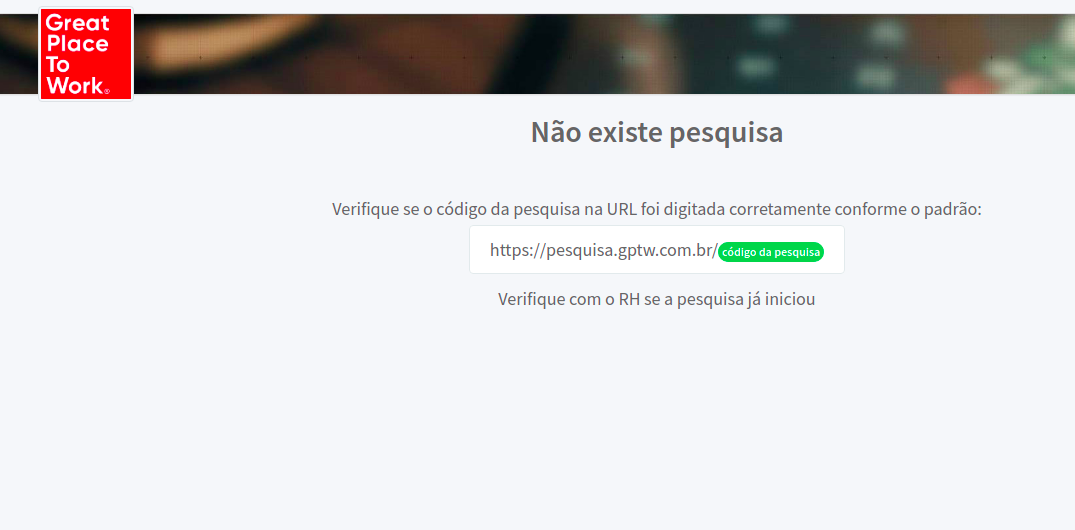 Great
Place
To
Work®
Não existe pesquisa
Verifique se o código da pesquisa na URL foi digitada corretamente conforme o padrão:
https://pesquisa.gptw.com.br/código da pesquisa
Verifique com o RH se a pesquisa já iniciou